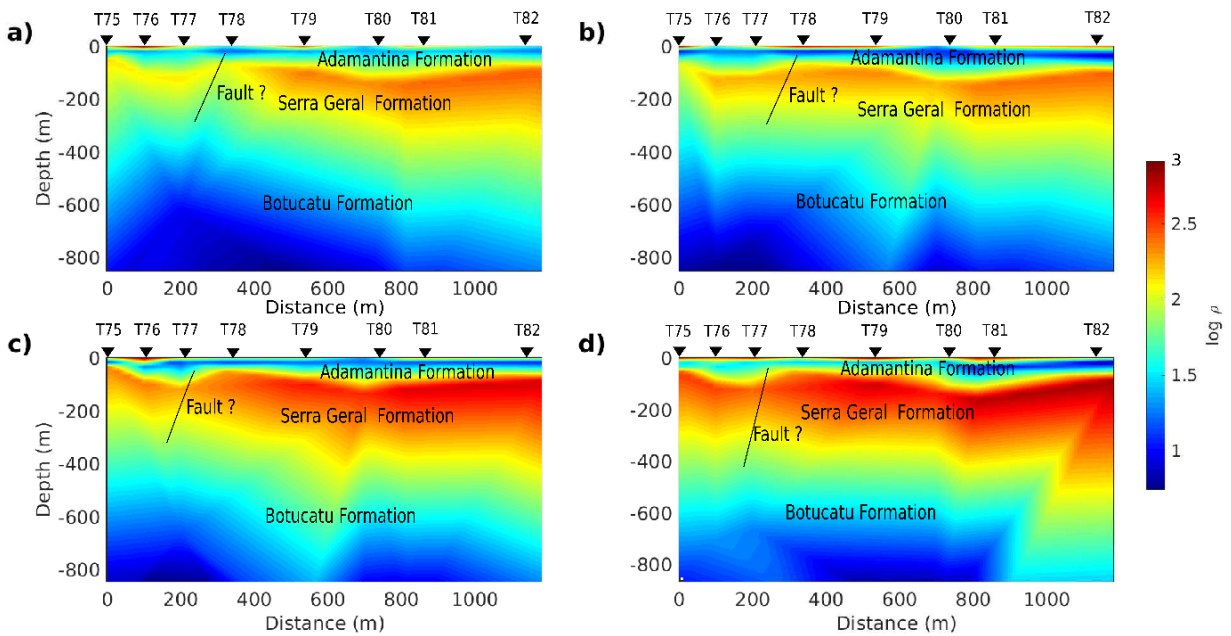 T75 T76 T77 T78 T79 T80 T81 T82
a)
0
-200
-400
-600
-800
Depth (m)
Adamantina Formation
Fault ?
Serra Geral Formation
Botucatu Formation
0 200 400 600 800 1000
Distance (m)
T75 T76 T77 T78 T79 T80 T81 T82
b)
0
-200
-400
-600
-800
Adamantina Formation
Fault ?
Serra Geral Formation
Botucatu Formation
0 200 400 600 800 1000
Distance (m)
T75 T76 T77 T78 T79 T80 T81 T82
c)
0
-200
-400
-600
-800
Depth (m)
Adamantina Formation
Fault ?
Serra Geral Formation
Botucatu Formation
0 200 400 600 800 1000
Distance (m)
T75 T76 T77 T78 T79 T80 T81 T82
d)
0
-200
-400
-600
-800
Adamantina Formation
Serra Geral Formation
Fault ?
Botucatu Formation
0 200 400 600 800 1000
Distance (m)
3
2.5
2
1.5
1
log ρ